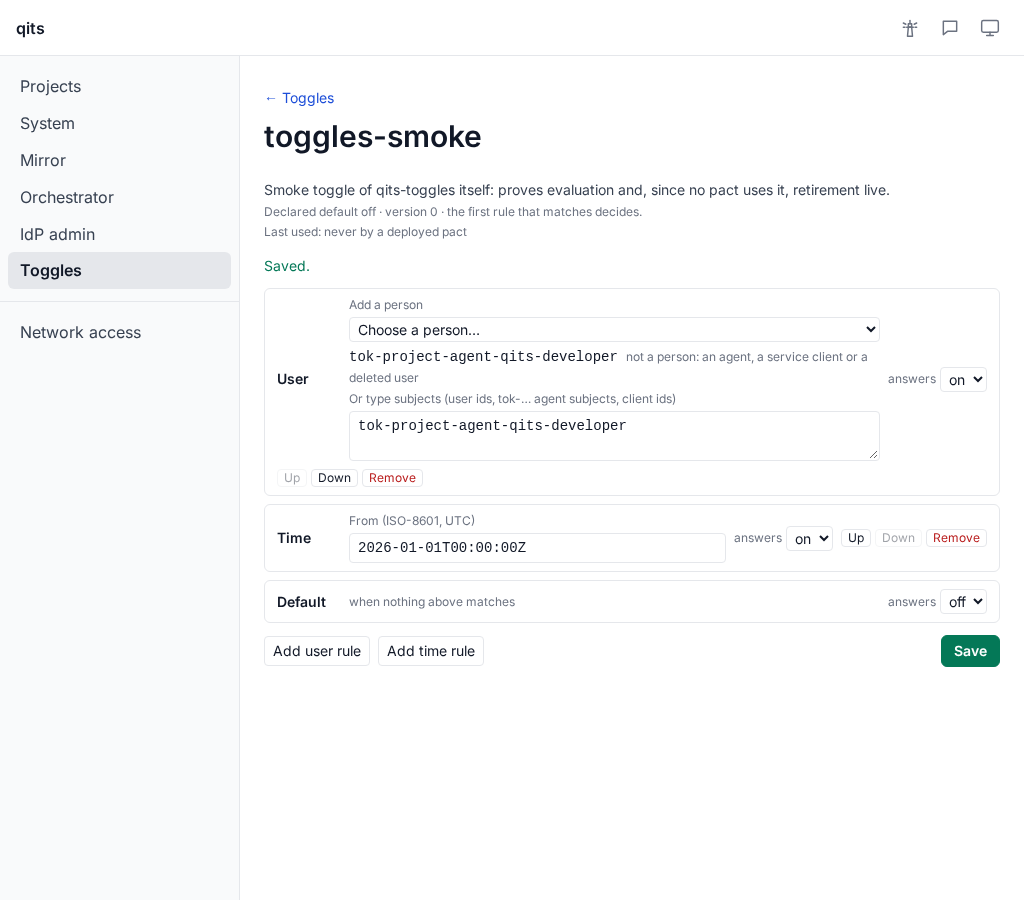 qits
Projects
System
Mirror
Orchestrator
IdP admin
Toggles
Network access
← Toggles
toggles-smoke
Smoke toggle of qits-toggles itself: proves evaluation and, since no pact uses it, retirement live.
Declared default off · version 0 · the first rule that matches decides.
Last used: never by a deployed pact
Saved.
User
Add a person
Choose a person...
tok-project-agent-qits-developer not a person: an agent, a service client or a
deleted user
Or type subjects (user ids, tok-... agent subjects, client ids)
tok-project-agent-qits-developer
answers on
Up Down Remove
Time
From (ISO-8601, UTC)
2026-01-01T00:00:00Z
answers on Up Down Remove
Default when nothing above matches answers off
Add user rule Add time rule Save